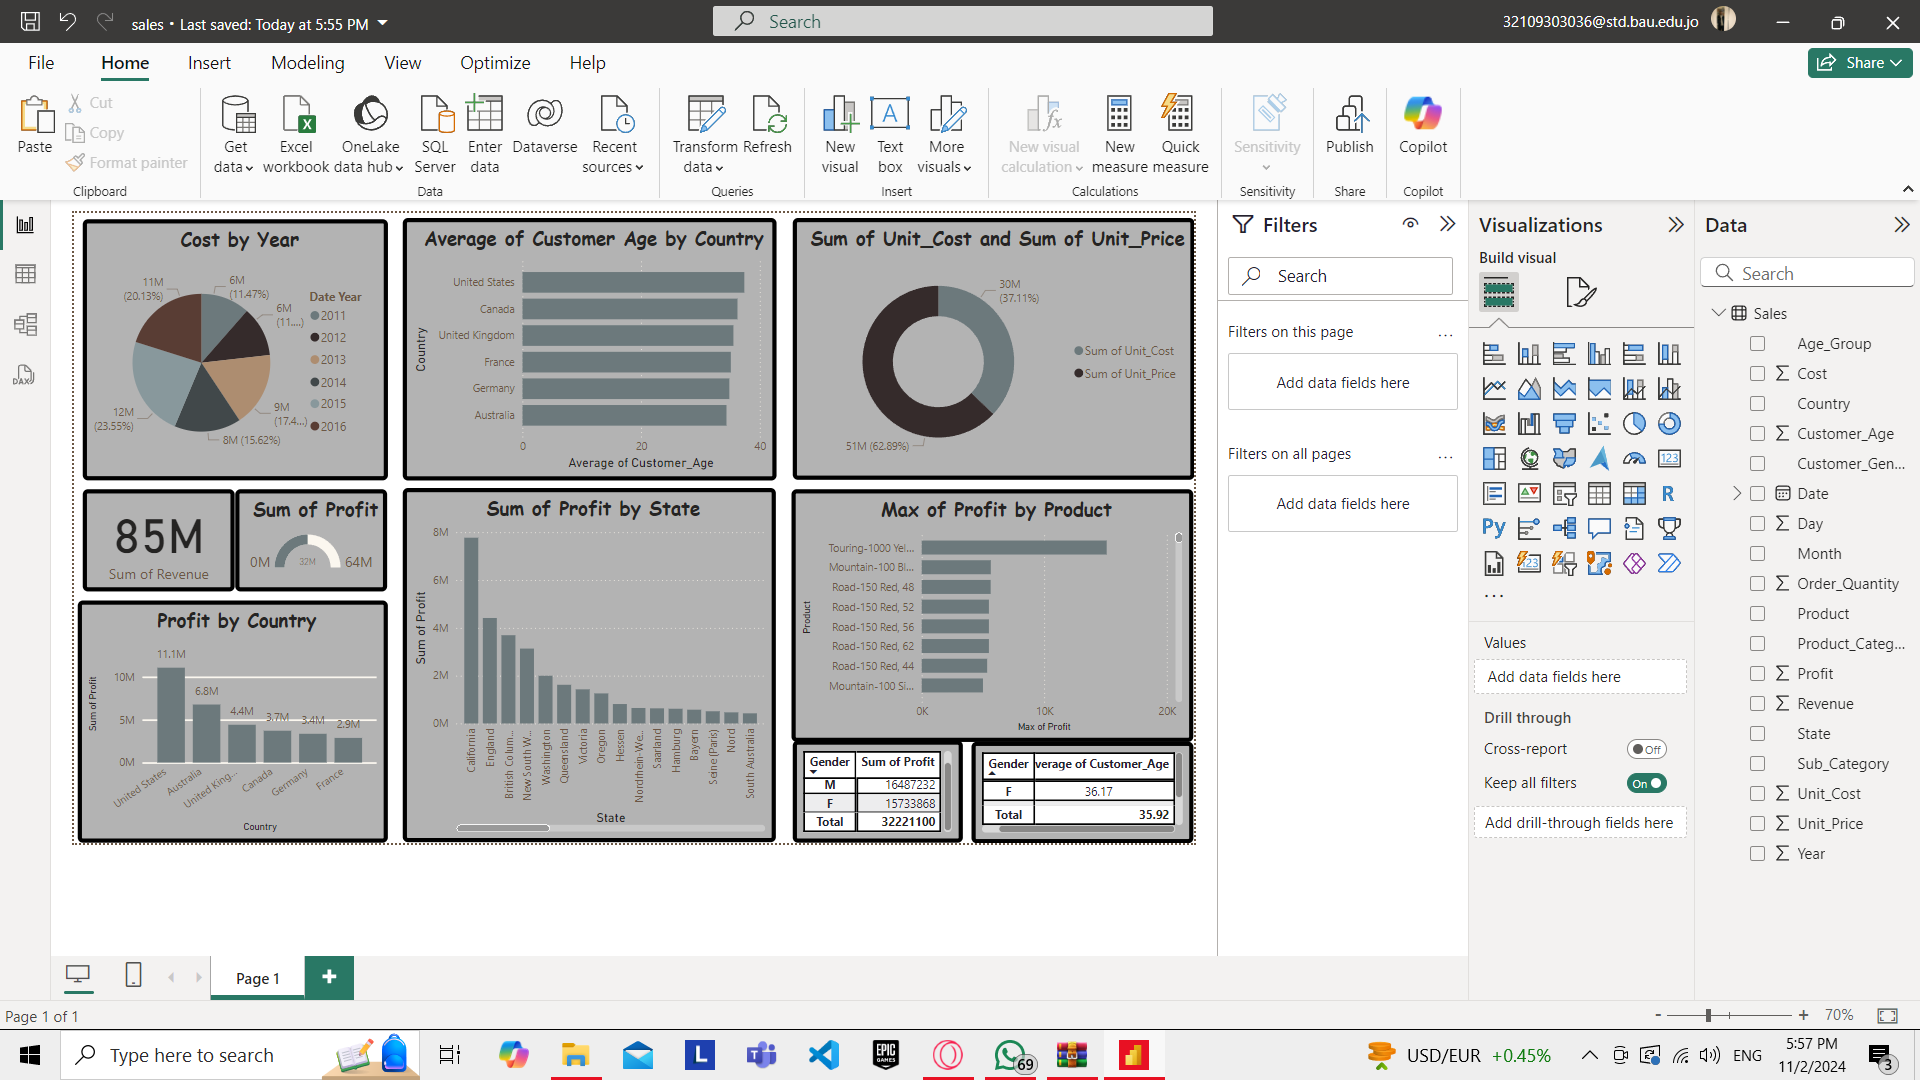 sales • Last saved: Today at 5:55 PM
Search
32109303036@std.bau.edu.jo
File
Home
Insert
Modeling
View
Optimize
Help
Share
Paste
Cut
Copy
Format painter
Clipboard
Get data
Excel workbook
OneLake data hub
SQL Server
Enter data
Dataverse
Recent sources
Data
Transform data
Refresh
Queries
New visual
Text box
More visuals
Insert
New visual calculation
New measure
Quick measure
Calculations
Sensitivity
Sensitivity
Publish
Share
Copilot
Copilot
Cost by Year
11M
(20.13%)
6M
(11.47%)
6M
(11....)
9M
(17.4...)
8M (15.62%)
12M
(23.55%)
Date Year
2011
2012
2013
2014
2015
2016
Average of Customer Age by Country
Country
United States
Canada
United Kingdom
France
Germany
Australia
0
20
40
Average of Customer_Age
Sum of Unit_Cost and Sum of Unit_Price
30M
(37.11%)
51M (62.89%)
Sum of Unit_Cost
Sum of Unit_Price
85M
Sum of Revenue
Sum of Profit
0M
32M
64M
Profit by Country
Sum of Profit
10M
5M
0M
11.1M
6.8M
4.4M
3.7M
3.4M
2.9M
United States
Australia
United King...
Canada
Germany
France
Country
Sum of Profit by State
Sum of Profit
8M
6M
4M
2M
0M
California
England
British Colum...
New South W...
Washington
Queensland
Victoria
Oregon
Hessen
Nordrhein-We...
Saarland
Hamburg
Bayern
Seine (Paris)
Nord
South Australia
State
Max of Profit by Product
Product
Touring-1000 Yel...
Mountain-100 Bl...
Road-150 Red, 48
Road-150 Red, 52
Road-150 Red, 56
Road-150 Red, 62
Road-150 Red, 44
Mountain-100 Si...
0K
10K
20K
Max of Profit
Gender Sum of Profit
M 16487232
F 15733868
Total 32221100
Gender verage of Customer_Age
F 36.17
Total 35.92
Filters
Search
Filters on this page
...
Add data fields here
Filters on all pages
...
Add data fields here
Visualizations
Build visual
123
R
Py
123
...
Values
Add data fields here
Drill through
Cross-report
Off
Keep all filters
On
Add drill-through fields here
Data
Search
Sales
Age_Group
Cost
Country
Customer_Age
Customer_Gen...
Date
Day
Month
Order_Quantity
Product
Product_Categ...
Profit
Revenue
State
Sub_Category
Unit_Cost
Unit_Price
Year
Page 1
Page 1 of 1
70%
Type here to search
L
EPIC GAMES
69
USD/EUR +0.45%
ENG
5:57 PM
11/2/2024
3